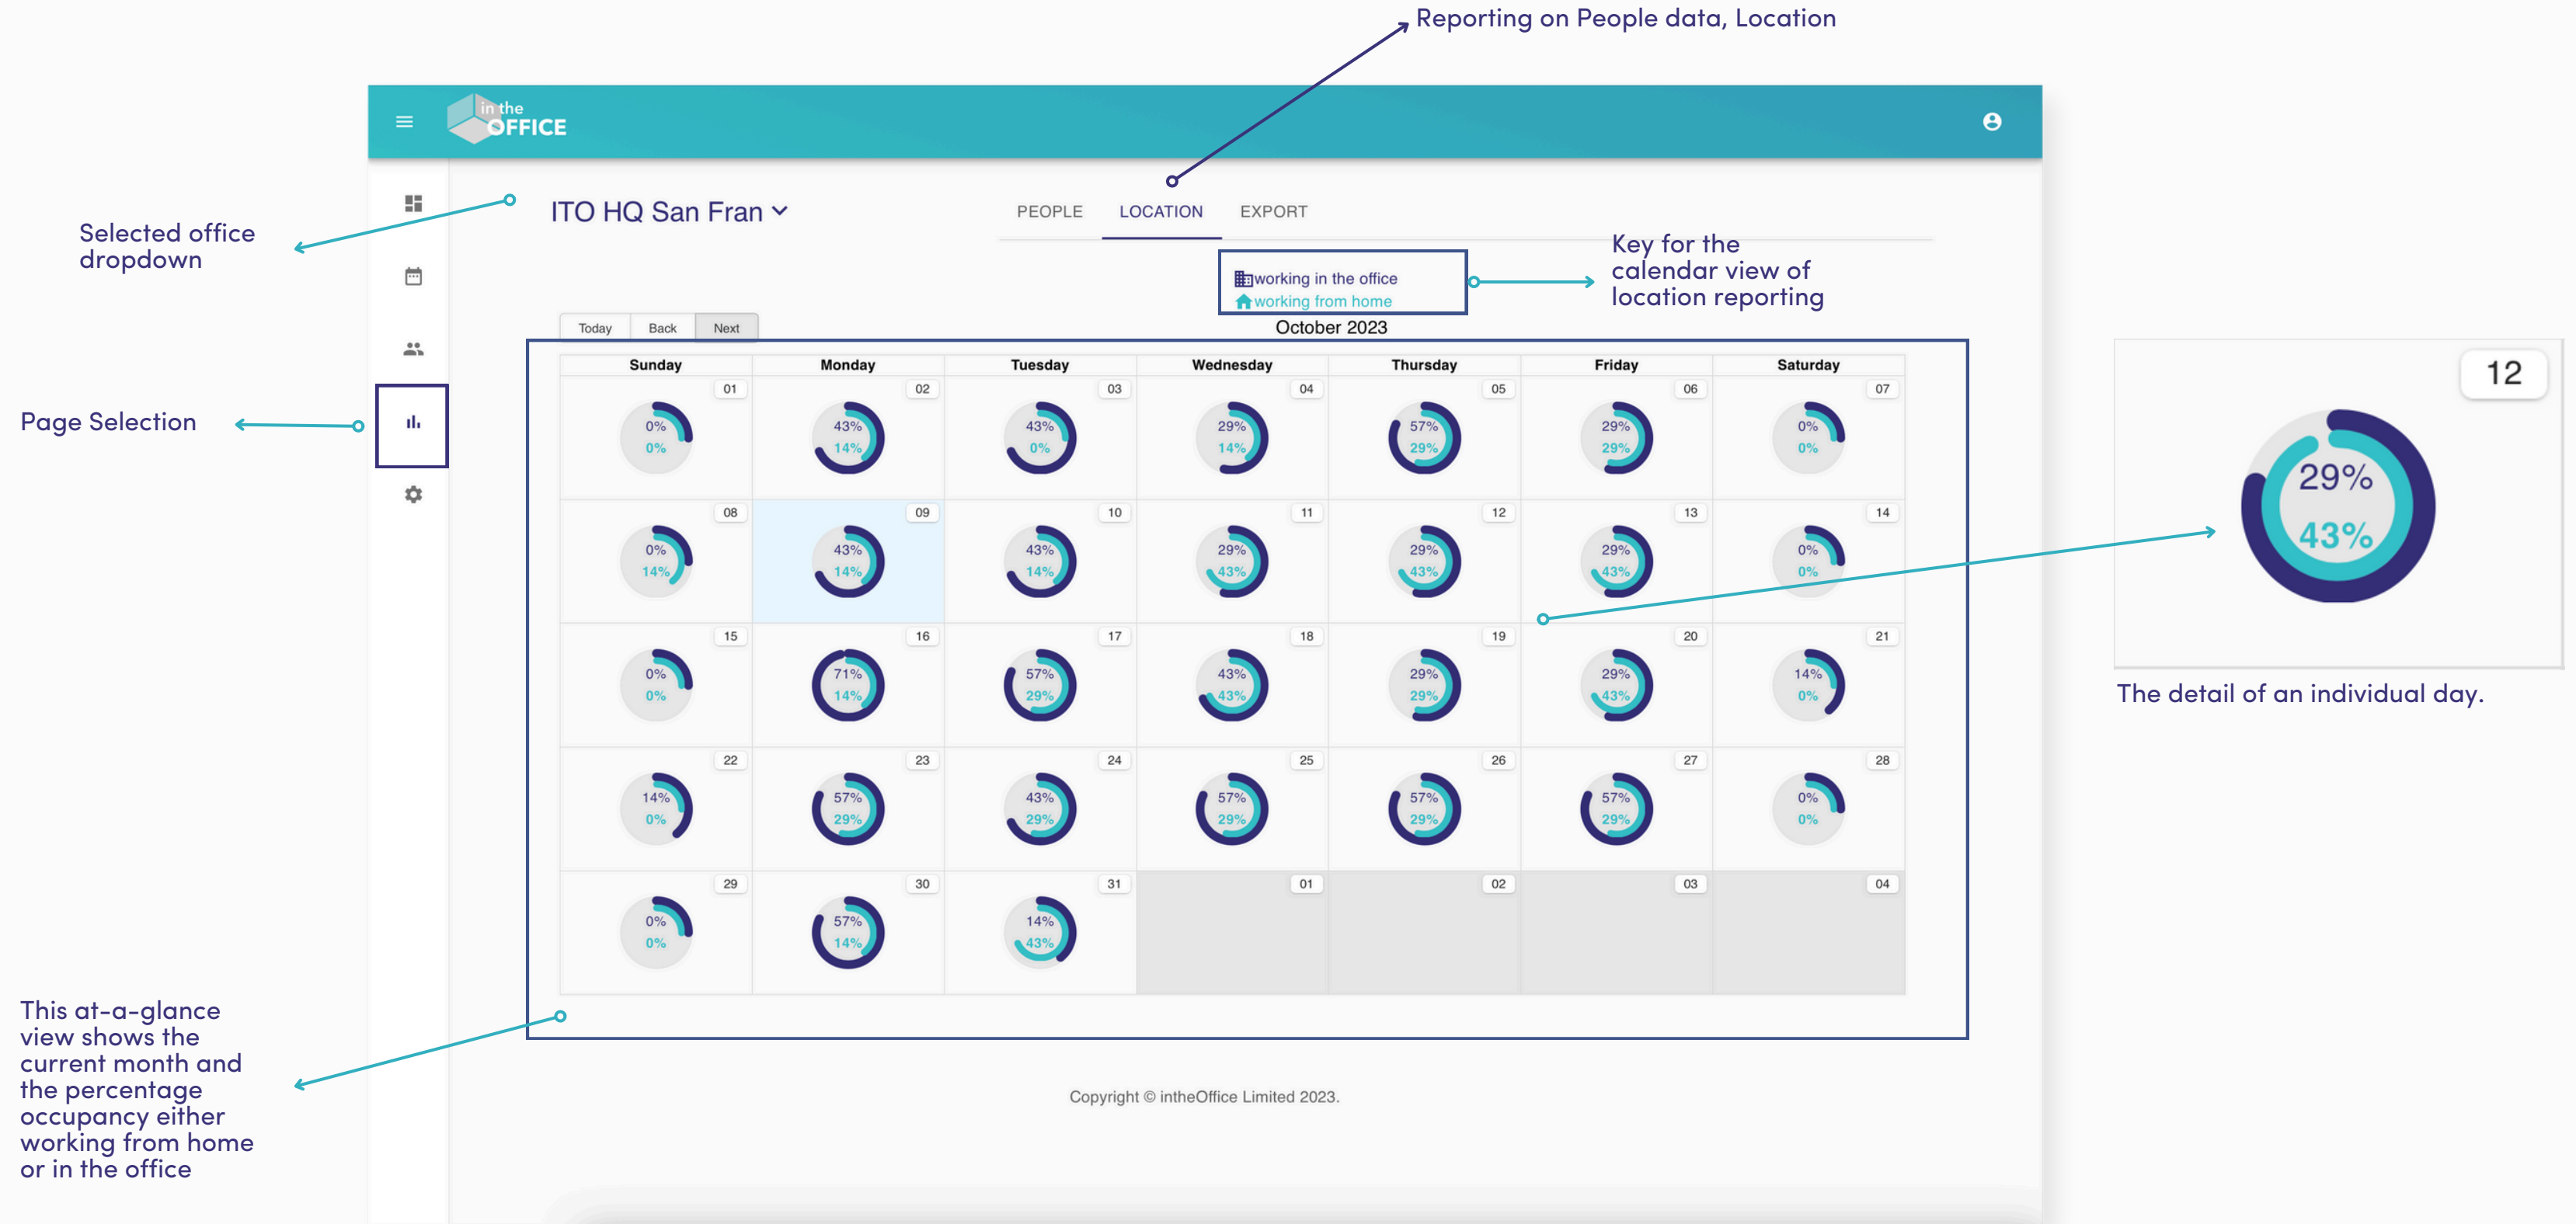 Reporting on People data, Location
in the
OFFICE
Selected office
dropdown
ITO HQ San Fran
PEOPLE LOCATION EXPORT
Key for the
calendar view of
location reporting
working in the office
working from home
Today Back Next
October 2023
Page Selection
Sunday Monday Tuesday Wednesday Thursday Friday Saturday
01 02 03 04 05 06 07
0% 43% 43% 29% 57% 29% 0%
0% 14% 0% 14% 29% 29% 0%
08 09 10 11 12 13 14
0% 43% 43% 29% 29% 29% 0%
14% 14% 14% 43% 43% 43% 0%
15 16 17 18 19 20 21
0% 71% 57% 43% 29% 29% 14%
0% 14% 29% 43% 29% 43% 0%
22 23 24 25 26 27 28
14% 57% 43% 57% 57% 57% 0%
0% 29% 29% 29% 29% 29% 0%
29 30 31 01 02 03 04
0% 57% 14%
0% 14% 43%
12
29%
43%
The detail of an individual day.
This at-a-glance
view shows the
current month and
the percentage
occupancy either
working from home
or in the office
Copyright © intheOffice Limited 2023.